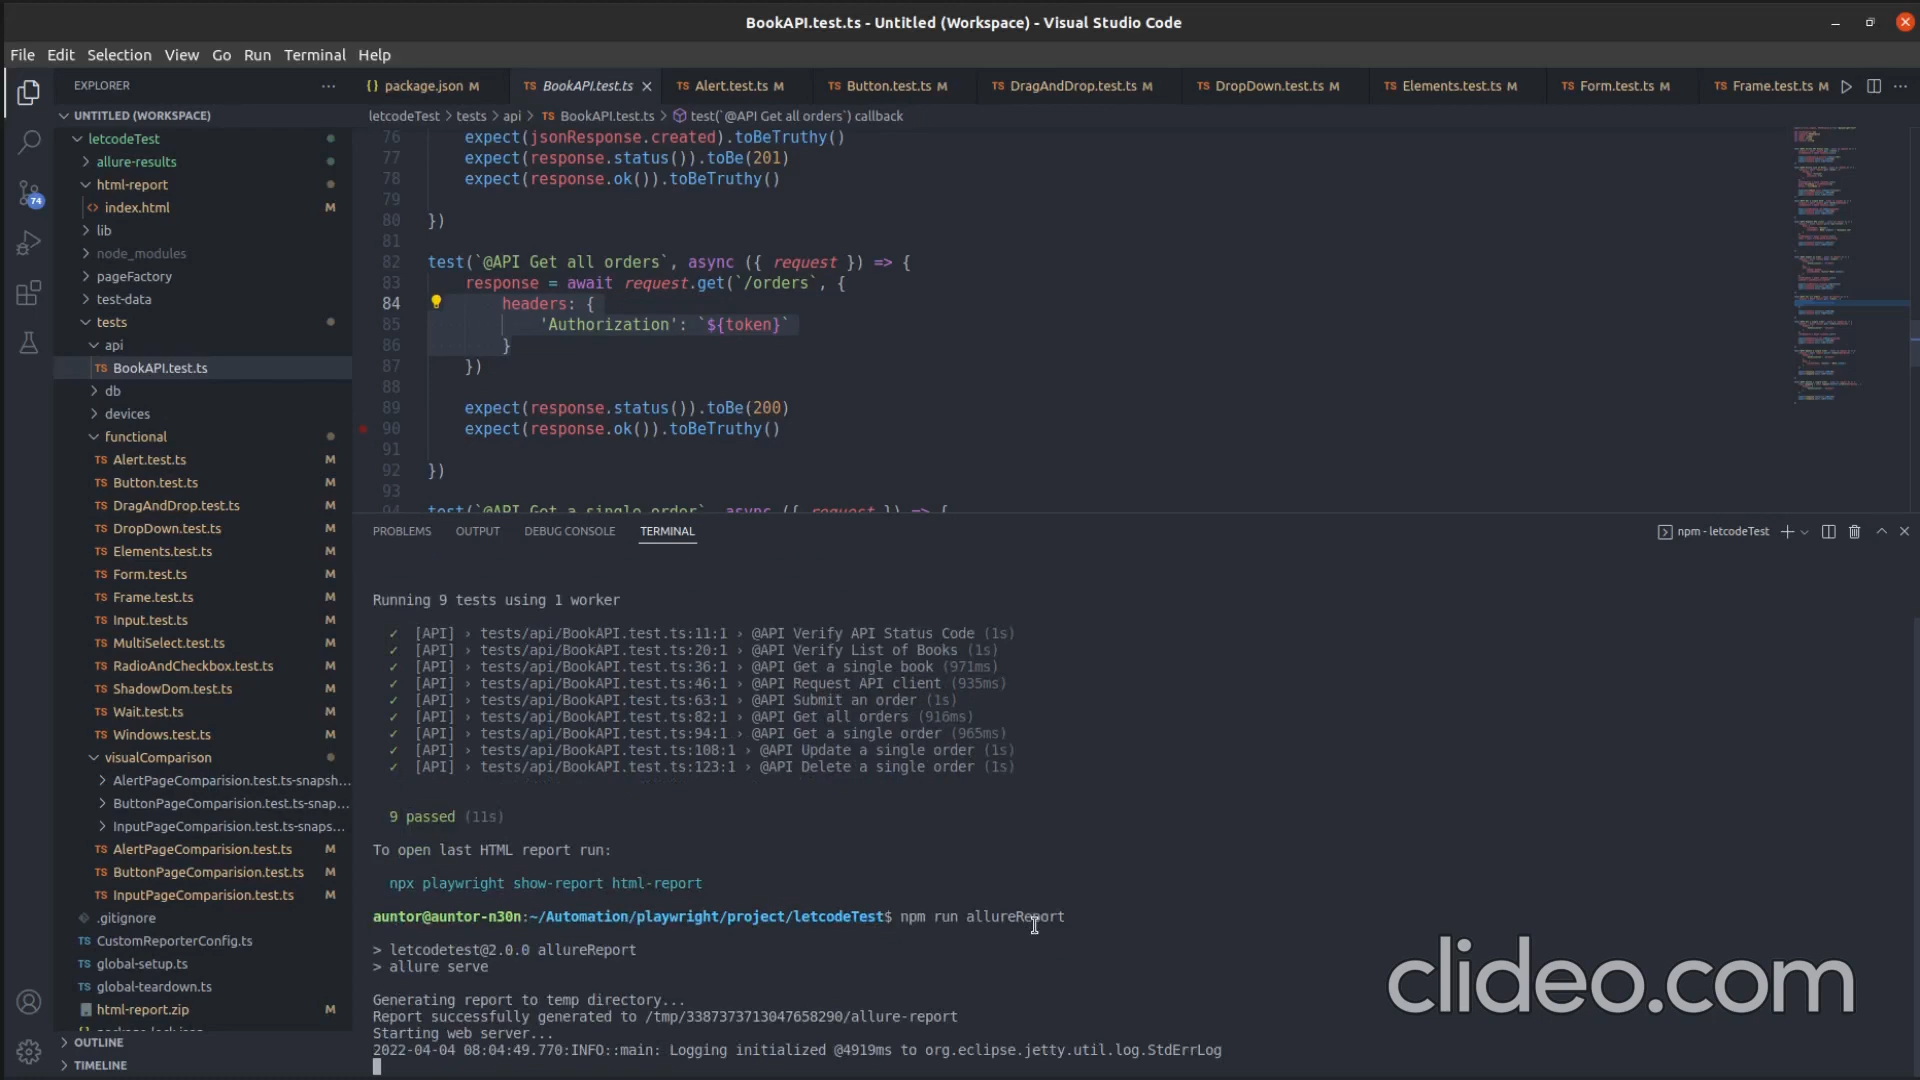 BookAPI.test.ts - Untitled (Workspace) - Visual Studio Code
File Edit Selection View Go Run Terminal Help
EXPLORER
UNTITLED (WORKSPACE)
letcodeTest
allure-results
html-report
index.html M
lib
node_modules
pageFactory
test-data
tests
api
TS BookAPI.test.ts
db
devices
functional
TS Alert.test.ts M
TS Button.test.ts M
TS DragAndDrop.test.ts M
TS DropDown.test.ts M
TS Elements.test.ts M
TS Form.test.ts M
TS Frame.test.ts M
TS Input.test.ts M
TS MultiSelect.test.ts M
TS RadioAndCheckbox.test.ts M
TS ShadowDom.test.ts M
TS Wait.test.ts M
TS Windows.test.ts M
visualComparison
AlertPageComparision.test.ts-snapsh...
ButtonPageComparision.test.ts-snap...
InputPageComparision.test.ts-snaps...
TS AlertPageComparision.test.ts M
TS ButtonPageComparision.test.ts M
TS InputPageComparision.test.ts M
.gitignore
TS CustomReporterConfig.ts
TS global-setup.ts
TS global-teardown.ts
html-report.zip M
OUTLINE
TIMELINE
74
{} package.json M TS BookAPI.test.ts TS Alert.test.ts M TS Button.test.ts M TS DragAndDrop.test.ts M TS DropDown.test.ts M TS Elements.test.ts M TS Form.test.ts M TS Frame.test.ts M
letcodeTest > tests > api > TS BookAPI.test.ts > test(`@API Get all orders`) callback
76 expect(jsonResponse.created).toBeTruthy()
77 expect(response.status()).toBe(201)
78 expect(response.ok()).toBeTruthy()
79
80 })
81
82 test(`@API Get all orders`, async ({ request }) => {
83 response = await request.get(`/orders`, {
84 headers: {
85 'Authorization': `${token}`
86 }
87 })
88
89 expect(response.status()).toBe(200)
90 expect(response.ok()).toBeTruthy()
91
92 })
93
94 test(`@API Get a single order`, async ({ request }) => {
PROBLEMS OUTPUT DEBUG CONSOLE TERMINAL
npm - letcodeTest
Running 9 tests using 1 worker
✓ [API] › tests/api/BookAPI.test.ts:11:1 › @API Verify API Status Code (1s)
✓ [API] › tests/api/BookAPI.test.ts:20:1 › @API Verify List of Books (1s)
✓ [API] › tests/api/BookAPI.test.ts:36:1 › @API Get a single book (971ms)
✓ [API] › tests/api/BookAPI.test.ts:46:1 › @API Request API client (935ms)
✓ [API] › tests/api/BookAPI.test.ts:63:1 › @API Submit an order (1s)
✓ [API] › tests/api/BookAPI.test.ts:82:1 › @API Get all orders (916ms)
✓ [API] › tests/api/BookAPI.test.ts:94:1 › @API Get a single order (965ms)
✓ [API] › tests/api/BookAPI.test.ts:108:1 › @API Update a single order (1s)
✓ [API] › tests/api/BookAPI.test.ts:123:1 › @API Delete a single order (1s)
9 passed (11s)
To open last HTML report run:
npx playwright show-report html-report
auntor@auntor-n30n:~/Automation/playwright/project/letcodeTest$ npm run allureReport
> letcodetest@2.0.0 allureReport
> allure serve
Generating report to temp directory...
Report successfully generated to /tmp/3387373713047658290/allure-report
Starting web server...
2022-04-04 08:04:49.770:INFO::main: Logging initialized @4919ms to org.eclipse.jetty.util.log.StdErrLog
clideo.com